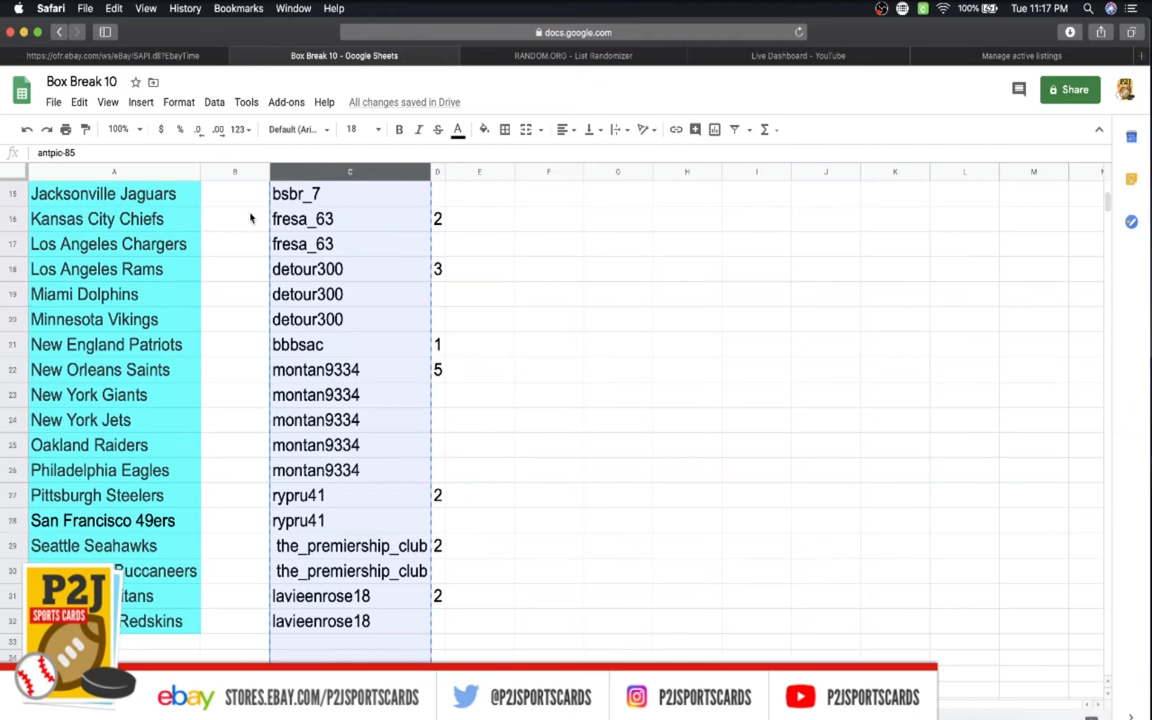 Safari File Edit View History Bookmarks Window Help 100% Tue 11:17 PM
docs.google.com
https://ofr.ebay.com/ws/eBayISAPI.dll?EbayTime Box Break 10 - Google Sheets RANDOM.ORG - List Randomizer Live Dashboard - YouTube Manage active listings
Box Break 10
File Edit View Insert Format Data Tools Add-ons Help All changes saved in Drive
Share
100% $ % .0 .00 123 Default (Ari... 18 B I S A
fx antpic-85
A B C D E F G H I J K L M
15 Jacksonville Jaguars bsbr_7
16 Kansas City Chiefs fresa_63 2
17 Los Angeles Chargers fresa_63
18 Los Angeles Rams detour300 3
19 Miami Dolphins detour300
20 Minnesota Vikings detour300
21 New England Patriots bbbsac 1
22 New Orleans Saints montan9334 5
23 New York Giants montan9334
24 New York Jets montan9334
25 Oakland Raiders montan9334
26 Philadelphia Eagles montan9334
27 Pittsburgh Steelers rypru41 2
28 San Francisco 49ers rypru41
29 Seattle Seahawks the_premiership_club 2
30 Buccaneers the_premiership_club
31 itans lavieenrose18 2
32 Redskins lavieenrose18
33
34
P2J
SPORTS CARDS
ebay STORES.EBAY.COM/P2JSPORTSCARDS @P2JSPORTSCARDS P2JSPORTSCARDS P2JSPORTSCARDS